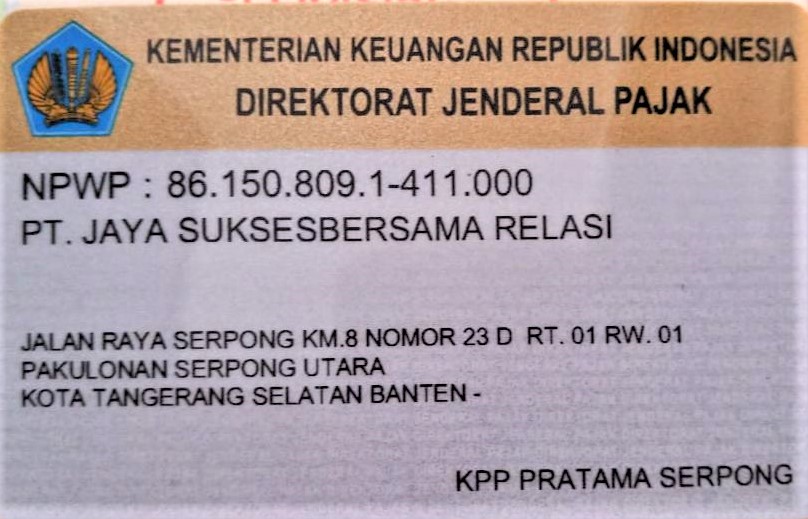 KEMENTERIAN KEUANGAN REPUBLIK INDONESIA
DIREKTORAT JENDERAL PAJAK
NPWP : 86.150.809.1-411.000
PT. JAYA SUKSESBERSAMA RELASI
JALAN RAYA SERPONG KM.8 NOMOR 23 D RT. 01 RW. 01
PAKULONAN SERPONG UTARA
KOTA TANGERANG SELATAN BANTEN -
KPP PRATAMA SERPONG